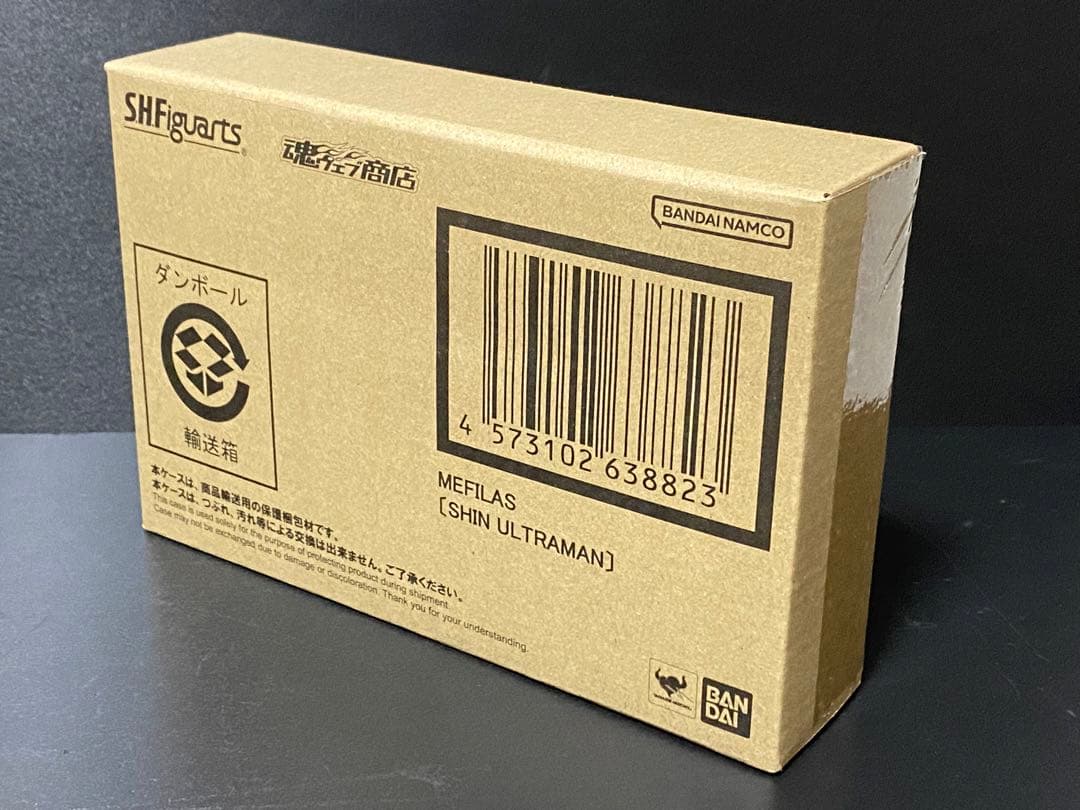 S.H.Figuarts
魂ウェブ商店
BANDAI NAMCO
ダンボール
輸送箱
4 573102 638823
MEFILAS
[SHIN ULTRAMAN]
本ケースは、商品輸送用の保護梱包材です。
本ケースは、つぶれ、汚れ等による交換は出来ません。ご了承ください。
This case is used solely for the purpose of protecting product during shipment.
Case may not be exchanged due to damage or discoloration. Thank you for your understanding.
BAN
DAI